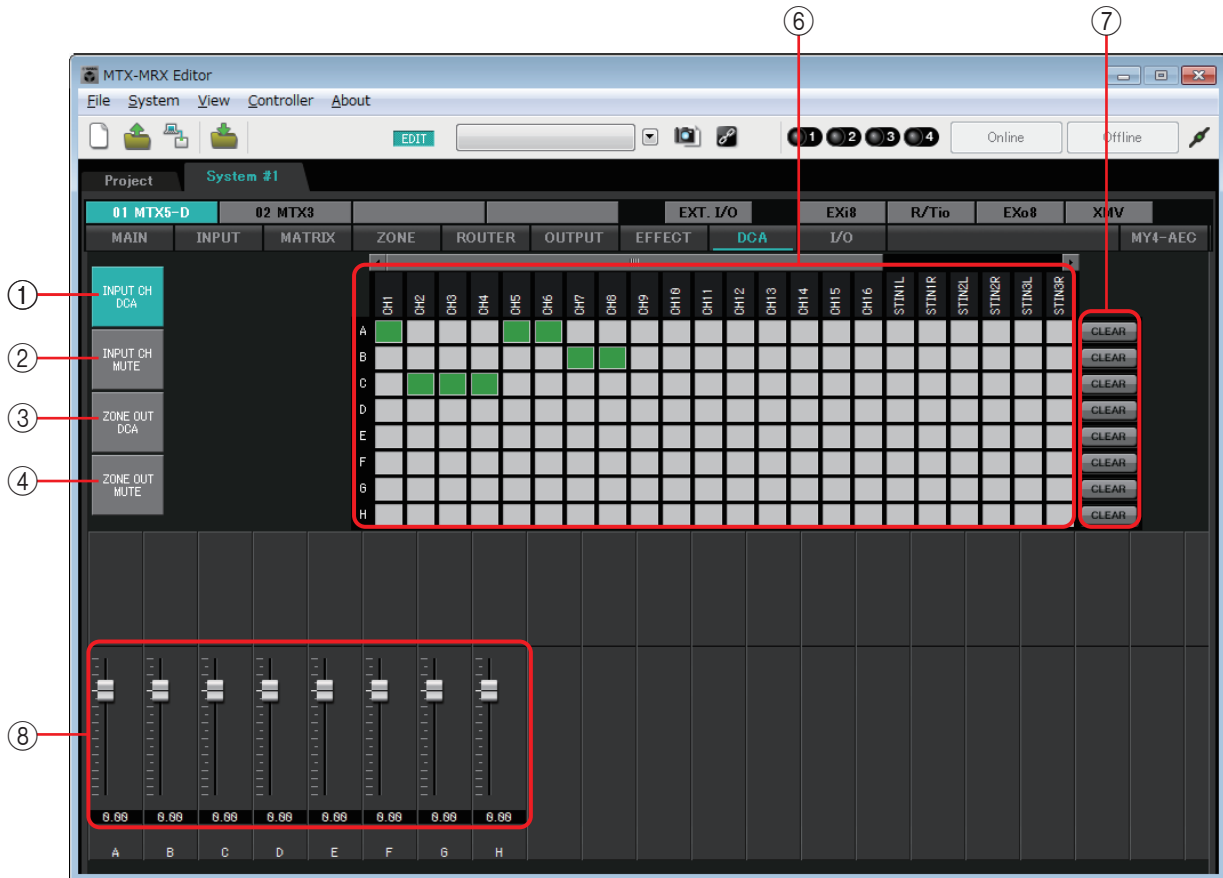 ⑥ ⑦
MTX-MRX Editor
File System View Controller About
EDIT 1 2 3 4 Online Offline
Project System #1
01 MTX5-D 02 MTX3 EXT. I/O EXi8 R/Tio EXo8 XMV
MAIN INPUT MATRIX ZONE ROUTER OUTPUT EFFECT DCA I/O MY4-AEC
① INPUT CH
DCA
② INPUT CH
MUTE
③ ZONE OUT
DCA
④ ZONE OUT
MUTE
CH1 CH2 CH3 CH4 CH5 CH6 CH7 CH8 CH9 CH10 CH11 CH12 CH13 CH14 CH15 CH16 STIN1L STIN1R STIN2L STIN2R STIN3L STIN3R
A CLEAR
B CLEAR
C CLEAR
D CLEAR
E CLEAR
F CLEAR
G CLEAR
H CLEAR
⑧
0.00 0.00 0.00 0.00 0.00 0.00 0.00 0.00
A B C D E F G H